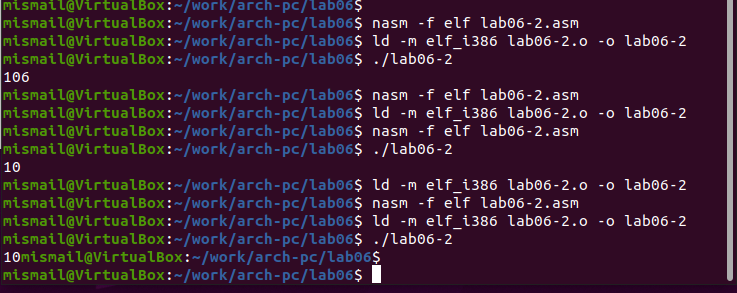 mismail@VirtualBox:~/work/arch-pc/lab06$
mismail@VirtualBox:~/work/arch-pc/lab06$ nasm -f elf lab06-2.asm
mismail@VirtualBox:~/work/arch-pc/lab06$ ld -m elf_i386 lab06-2.o -o lab06-2
mismail@VirtualBox:~/work/arch-pc/lab06$ ./lab06-2
106
mismail@VirtualBox:~/work/arch-pc/lab06$ nasm -f elf lab06-2.asm
mismail@VirtualBox:~/work/arch-pc/lab06$ ld -m elf_i386 lab06-2.o -o lab06-2
mismail@VirtualBox:~/work/arch-pc/lab06$ nasm -f elf lab06-2.asm
mismail@VirtualBox:~/work/arch-pc/lab06$ ./lab06-2
10
mismail@VirtualBox:~/work/arch-pc/lab06$ ld -m elf_i386 lab06-2.o -o lab06-2
mismail@VirtualBox:~/work/arch-pc/lab06$ nasm -f elf lab06-2.asm
mismail@VirtualBox:~/work/arch-pc/lab06$ ld -m elf_i386 lab06-2.o -o lab06-2
mismail@VirtualBox:~/work/arch-pc/lab06$ ./lab06-2
10mismail@VirtualBox:~/work/arch-pc/lab06$
mismail@VirtualBox:~/work/arch-pc/lab06$